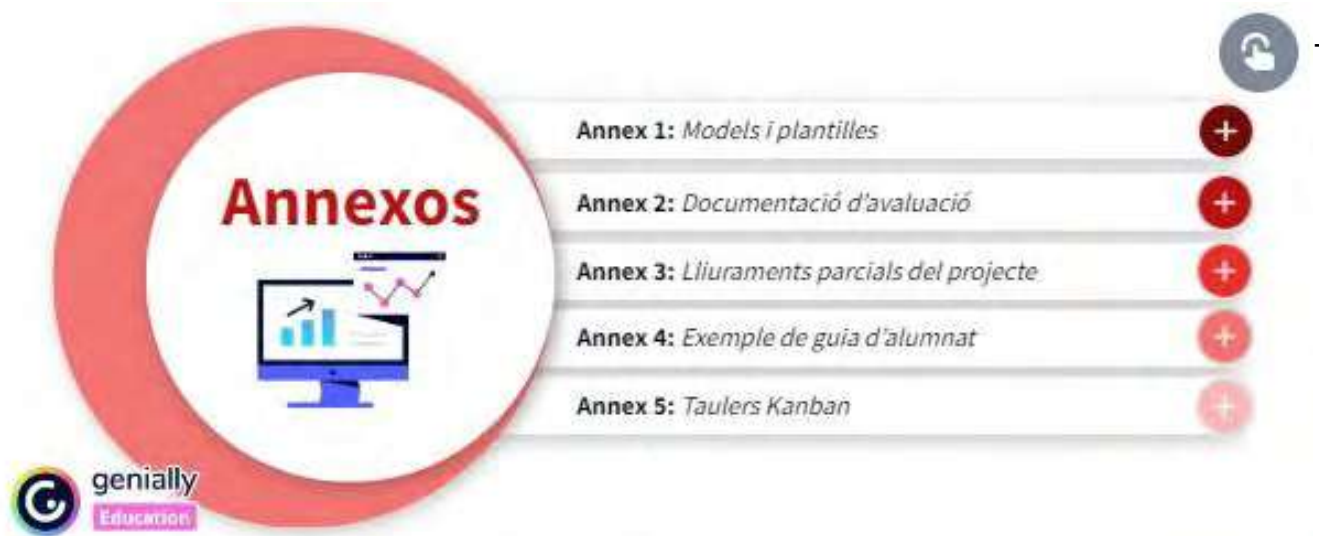 Annexos
Annex 1: Models i plantilles
Annex 2: Documentació d'avaluació
Annex 3: Lliuraments parcials del projecte
Annex 4: Exemple de guia d'alumnat
Annex 5: Taulers Kanban
genially
Education